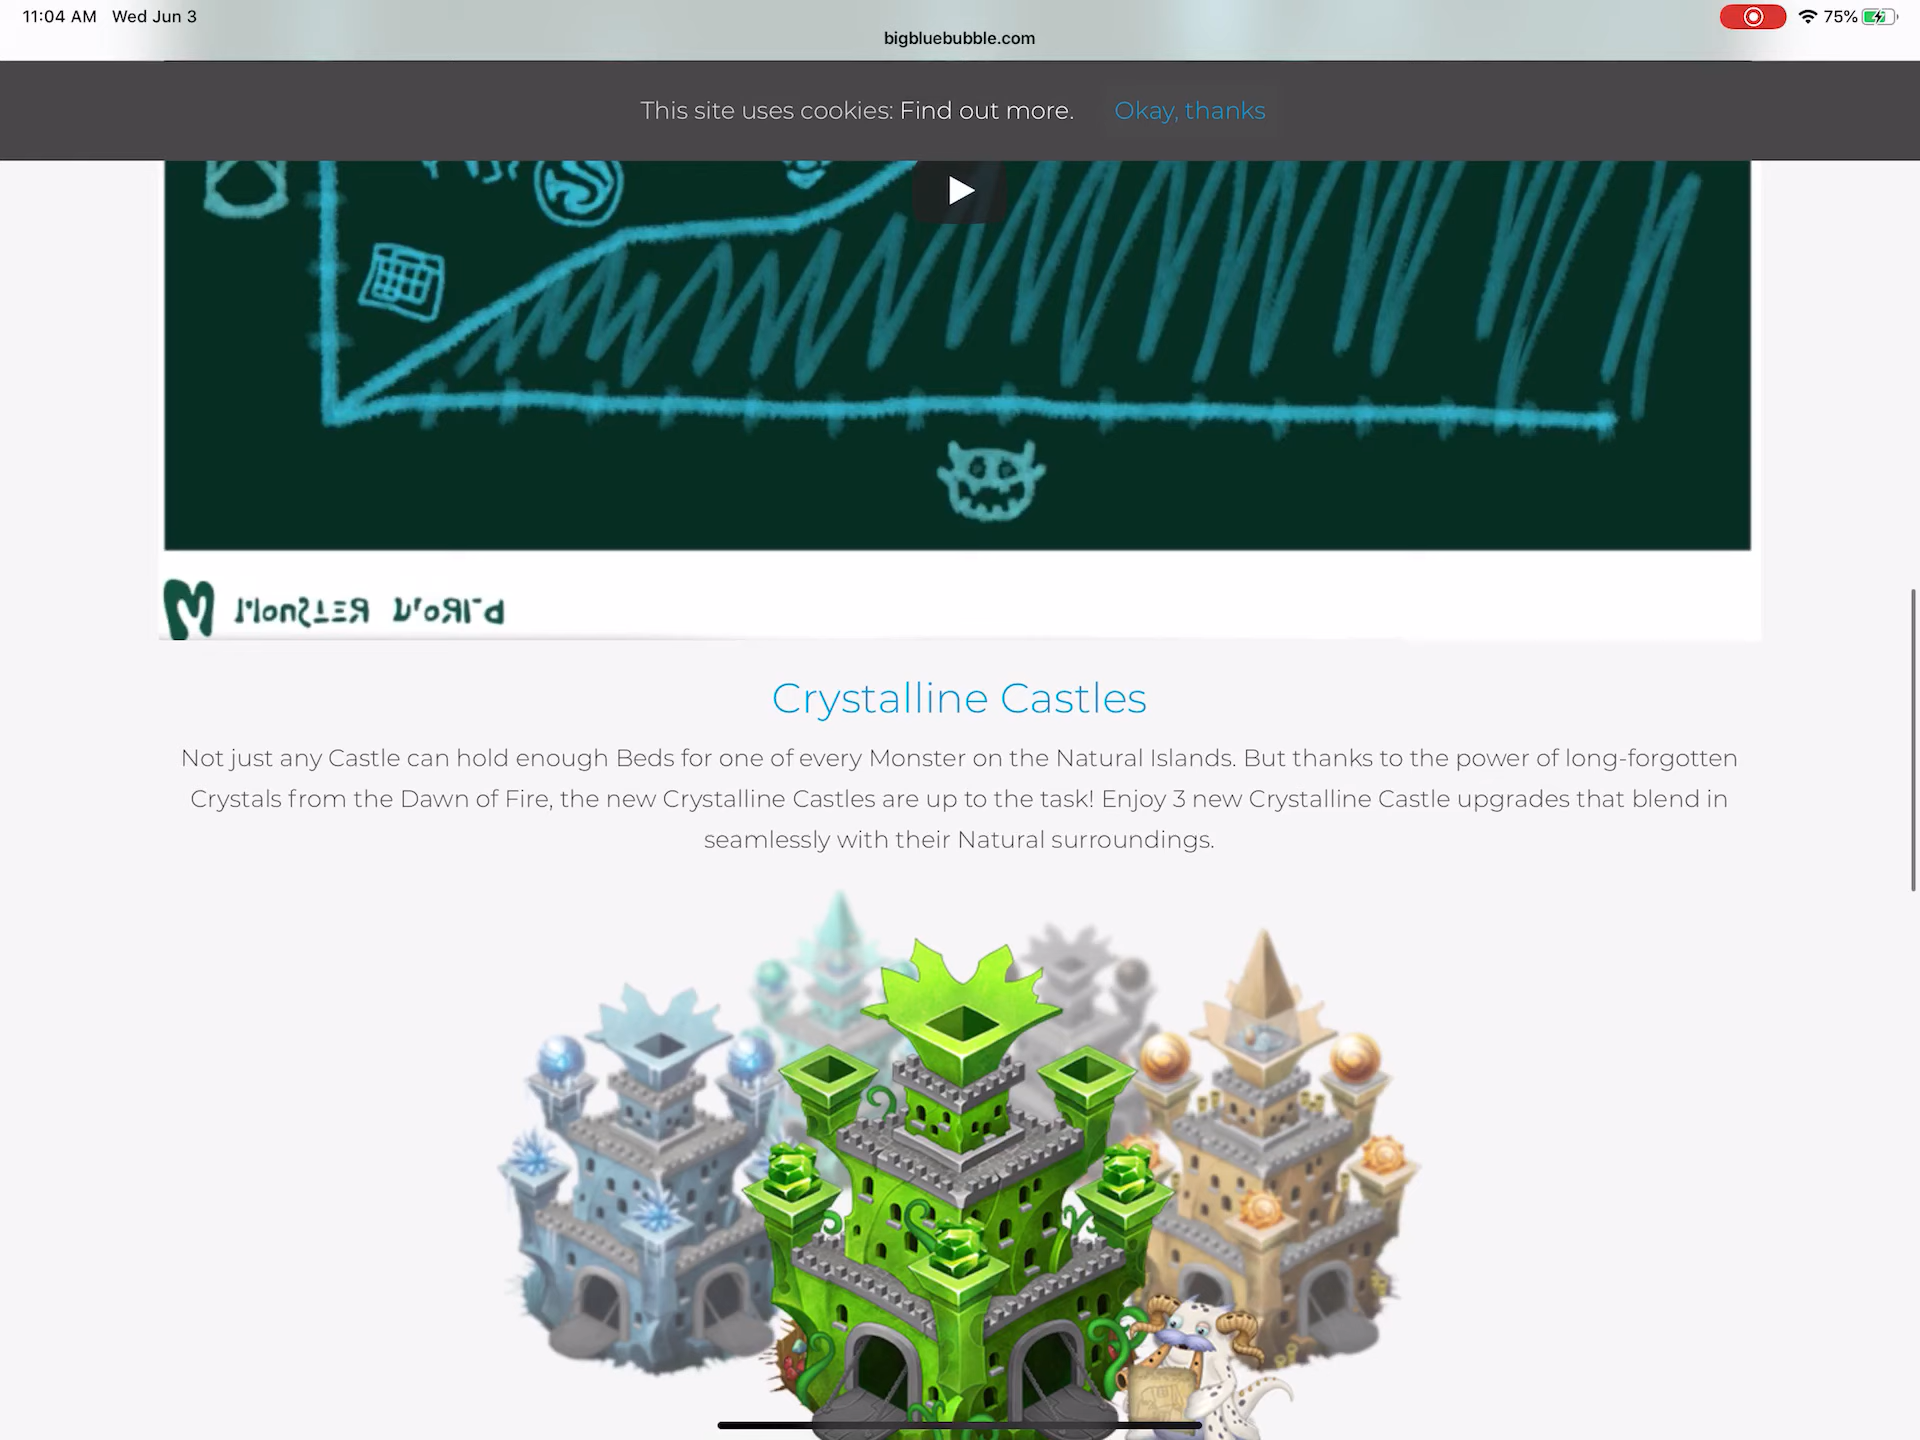 11:04 AM Wed Jun 3
75%
bigbluebubble.com
This site uses cookies: Find out more. Okay, thanks
Crystalline Castles
Not just any Castle can hold enough Beds for one of every Monster on the Natural Islands. But thanks to the power of long-forgotten
Crystals from the Dawn of Fire, the new Crystalline Castles are up to the task! Enjoy 3 new Crystalline Castle upgrades that blend in
seamlessly with their Natural surroundings.